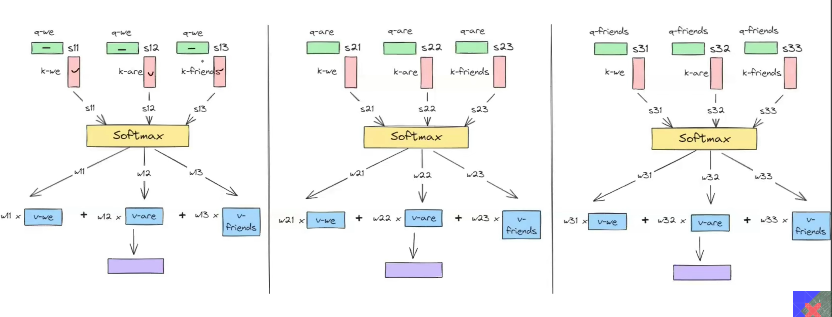 q-we q-we q-we
s11 s12 s13
k-we k-are k-friends
s11 s12 s13
Softmax
w11 w12 w13
w11 x v-we + w12 x v-are + w13 x v-
friends
q-are q-are q-are
s21 s22 s23
k-we k-are k-friends
s21 s22 s23
Softmax
w21 w22 w23
w21 x v-we + w22 x v-are + w23 x v-
friends
q-friends q-friends q-friends
s31 s32 s33
k-we k-are k-friends
s31 s32 s33
Softmax
w31 w32 w33
w31 x v-we + w32 x v-are + w33 x v-
friends